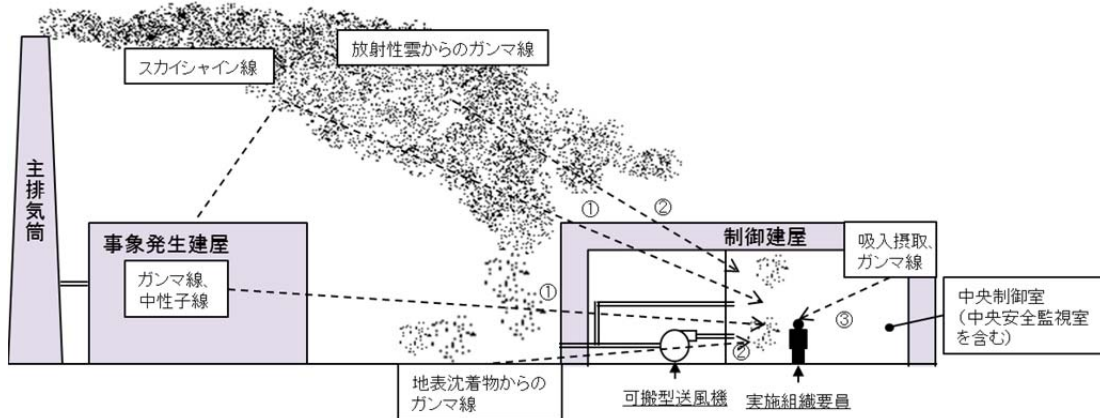 スカイシャイン線
放射性雲からのガンマ線
主排気筒
事象発生建屋
ガンマ線、
中性子線
①
①
②
制御建屋
吸入摂取、
ガンマ線
③
中央制御室
（中央安全監視室
を含む）
②
地表沈着物からの
ガンマ線
可搬型送風機
実施組織要員